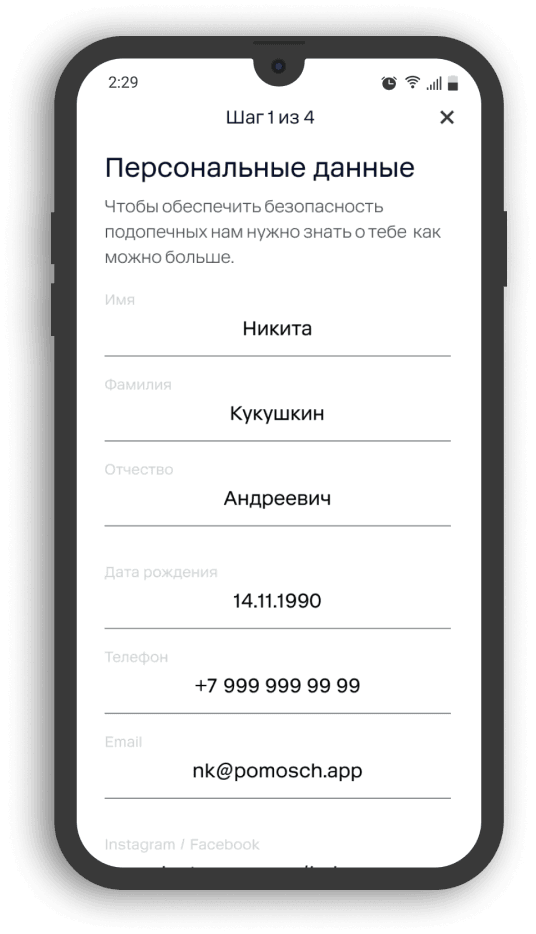 2:29
Шаг 1 из 4
Персональные данные
Чтобы обеспечить безопасность
подопечных нам нужно знать о тебе как
можно больше.
Имя
Никита
Фамилия
Кукушкин
Отчество
Андреевич
Дата рождения
14.11.1990
Телефон
+7 999 999 99 99
Email
nk@pomosch.app
Instagram / Facebook